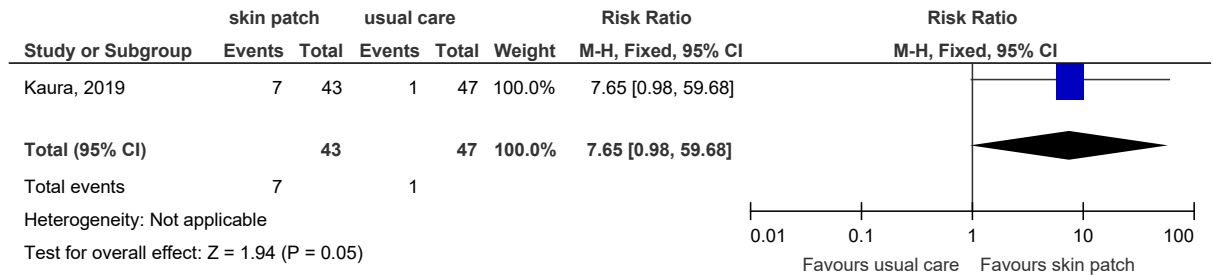 skin patch usual care Risk Ratio Risk Ratio
Study or Subgroup Events Total Events Total Weight M-H, Fixed, 95% CI M-H, Fixed, 95% CI
Kaura, 2019 7 43 1 47 100.0% 7.65 [0.98, 59.68]
Total (95% CI) 43 47 100.0% 7.65 [0.98, 59.68]
Total events 7 1
Heterogeneity: Not applicable
Test for overall effect: Z = 1.94 (P = 0.05)
0.01 0.1 1 10 100
Favours usual care Favours skin patch